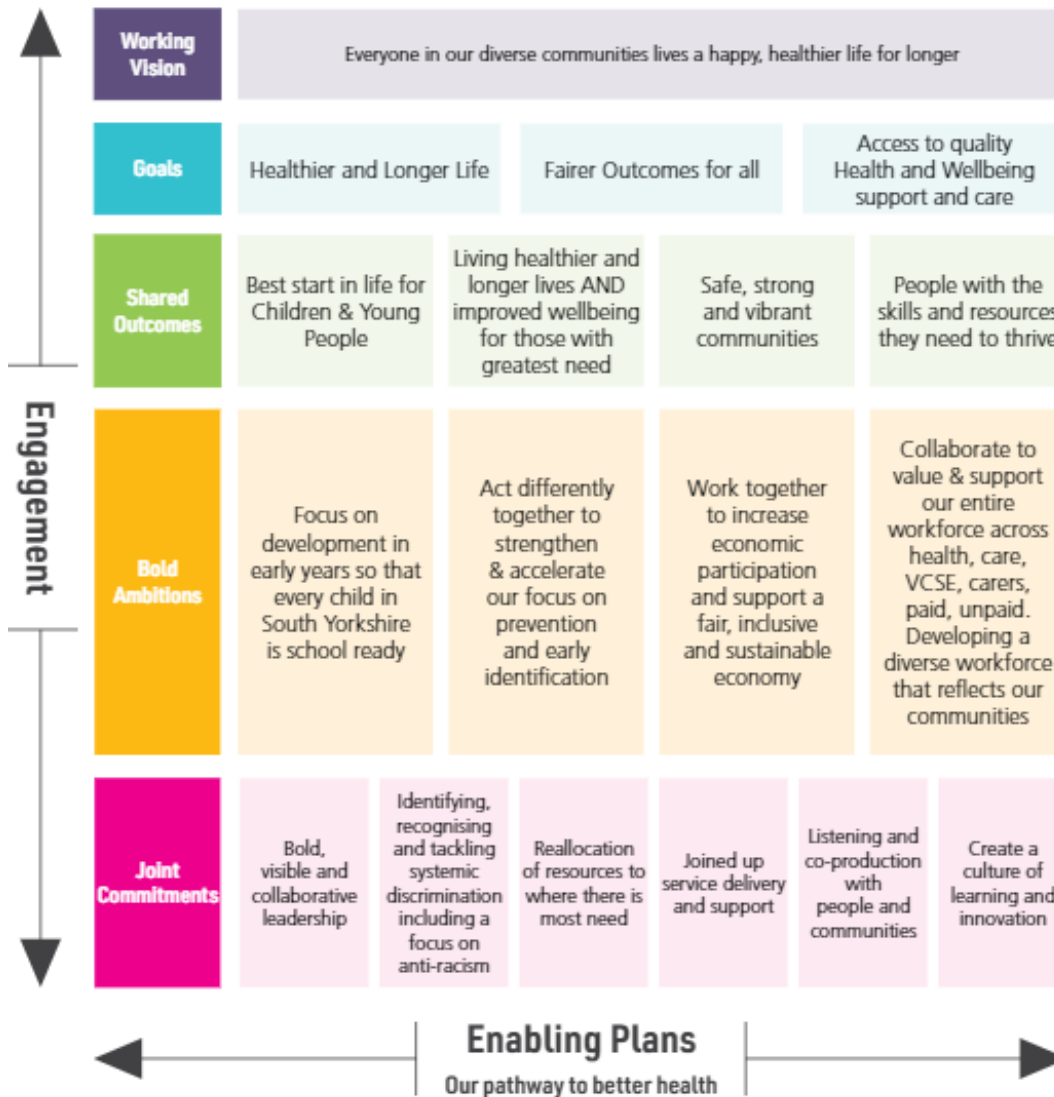 Working
Vision
Everyone in our diverse communities lives a happy, healthier life for longer
Goals
Healthier and Longer Life
Fairer Outcomes for all
Access to quality
Health and Wellbeing
support and care
Shared
Outcomes
Best start in life for
Children & Young
People
Living healthier and
longer lives AND
improved wellbeing
for those with
greatest need
Safe, strong
and vibrant
communities
People with the
skills and resources
they need to thrive
Engagement
Bold
Ambitions
Focus on
development in
early years so that
every child in
South Yorkshire
is school ready
Act differently
together to
strengthen
& accelerate
our focus on
prevention
and early
identification
Work together
to increase
economic
participation
and support a
fair, inclusive
and sustainable
economy
Collaborate to
value & support
our entire
workforce across
health, care,
VCSE, carers,
paid, unpaid.
Developing a
diverse workforce
that reflects our
communities
Joint
Commitments
Bold,
visible and
collaborative
leadership
Identifying,
recognising
and tackling
systemic
discrimination
including a
focus on
anti-racism
Reallocation
of resources to
where there is
most need
Joined up
service delivery
and support
Listening and
co-production
with
people and
communities
Create a
culture of
learning and
innovation
Enabling Plans
Our pathway to better health